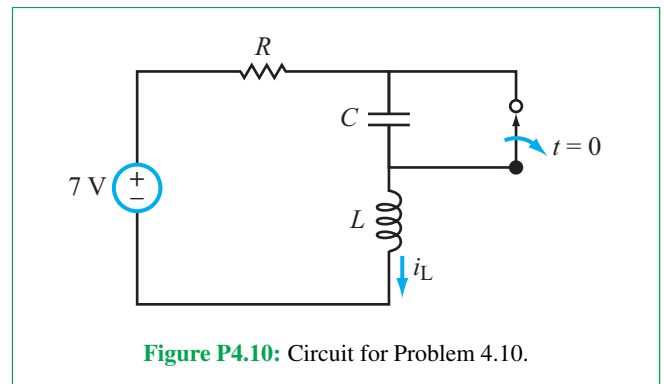 R
C
t = 0
7 V
+
−
L
iL
Figure P4.10: Circuit for Problem 4.10.